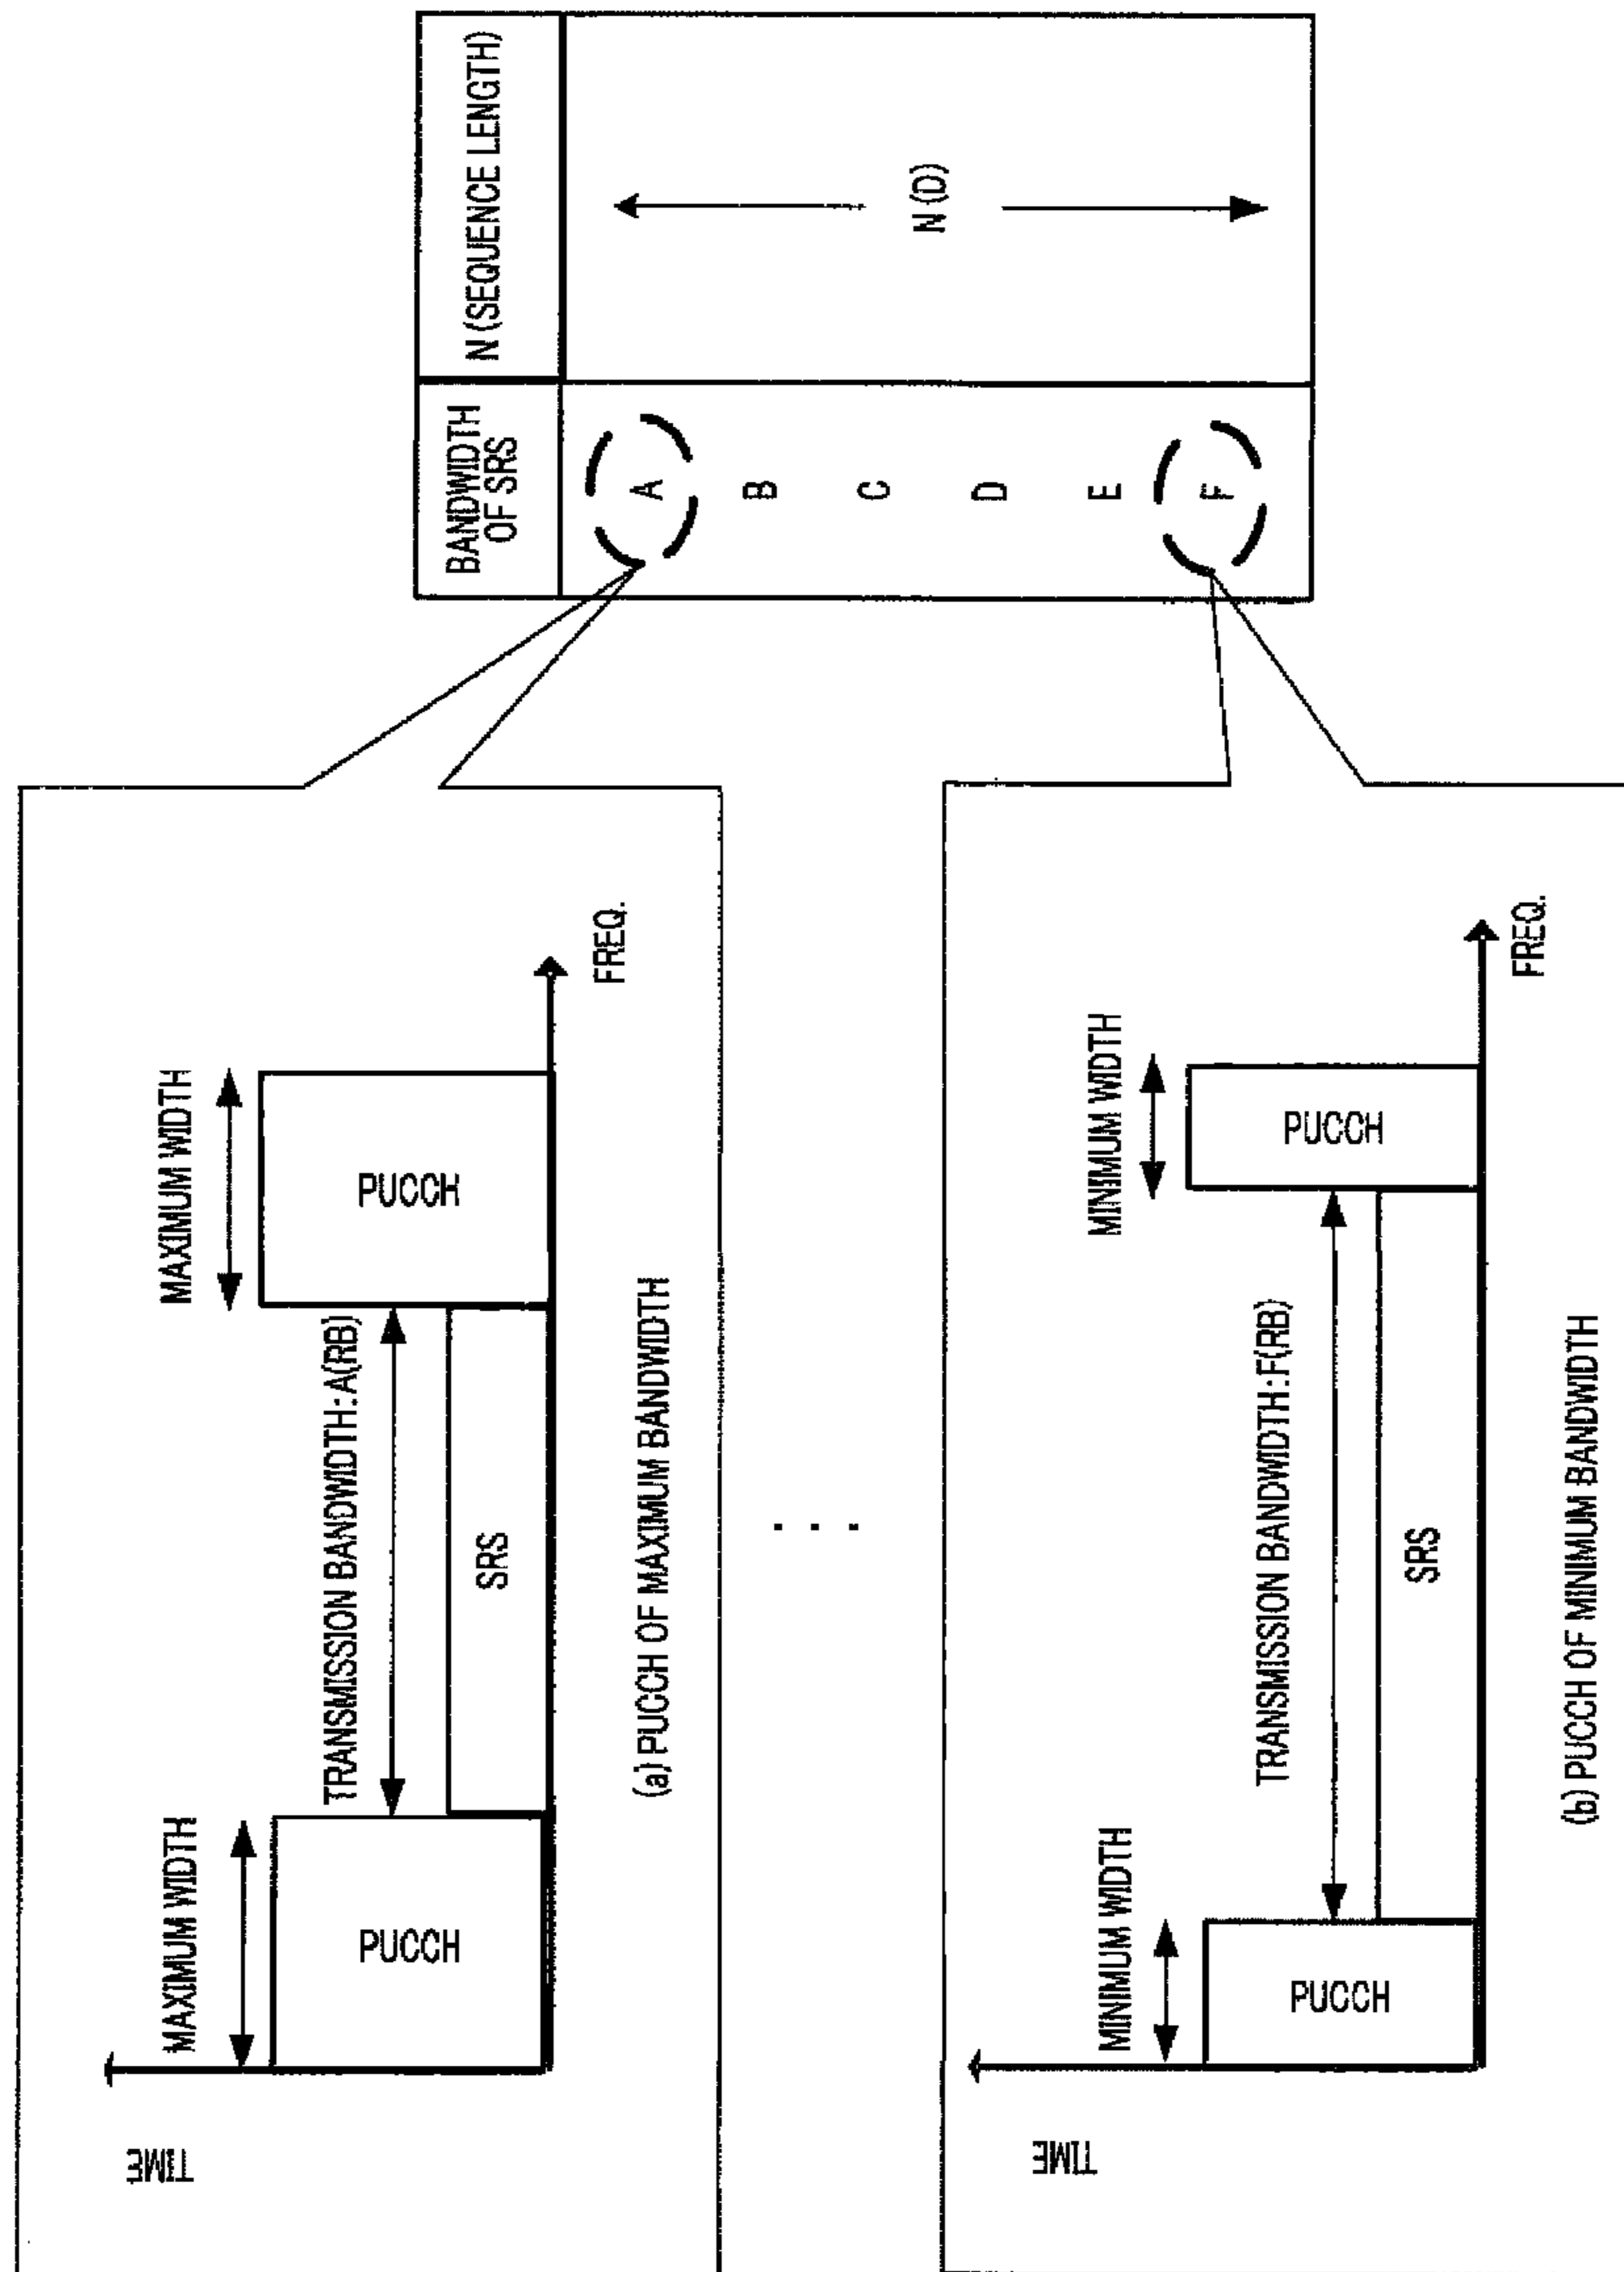 TIME
MAXIMUM WIDTH
PUCCH
TRANSMISSION BANDWIDTH:A(RB)
SRS
MAXIMUM WIDTH
PUCCH
FREQ.
(a) PUCCH OF MAXIMUM BANDWIDTH
. . .
TIME
MINIMUM WIDTH
PUCCH
TRANSMISSION BANDWIDTH:F(RB)
SRS
MINIMUM WIDTH
PUCCH
FREQ.
(b) PUCCH OF MINIMUM BANDWIDTH
BANDWIDTH
OF SRS
N (SEQUENCE LENGTH)
A
B
C
D
E
F
N (D)